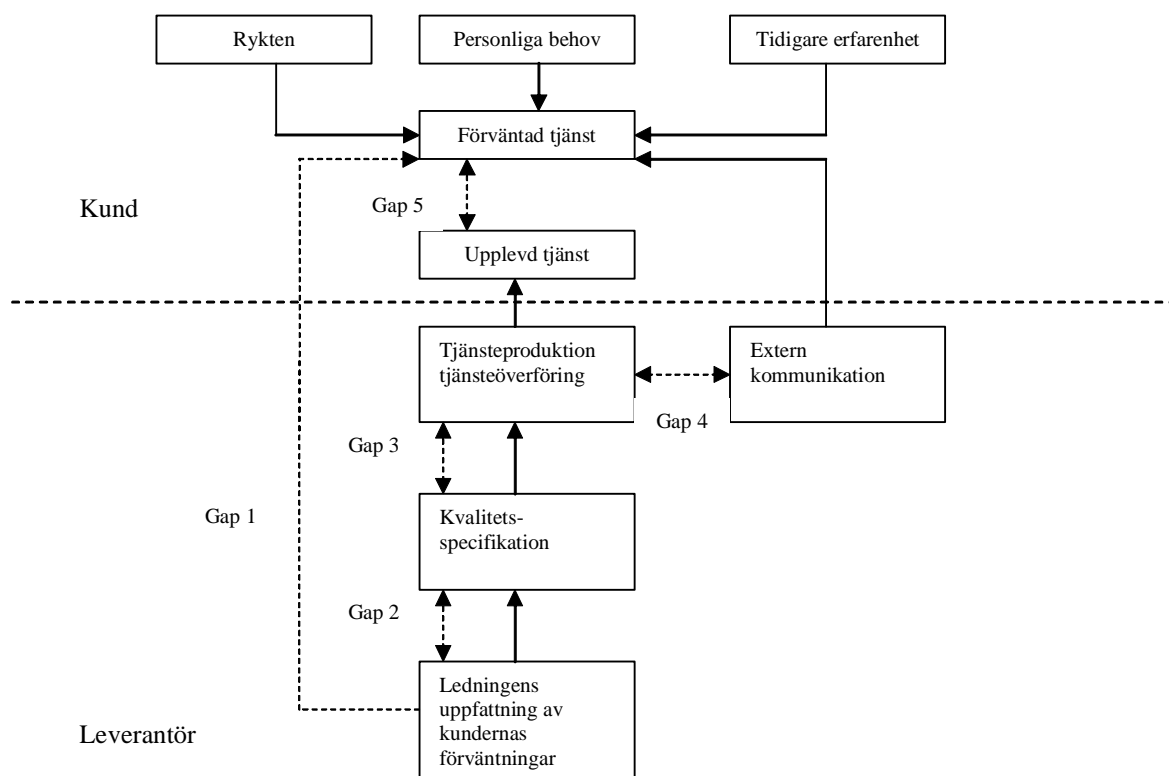 Rykten
Personliga behov
Tidigare erfarenhet
Förväntad tjänst
Kund
Gap 5
Upplevd tjänst
Tjänsteproduktion
tjänsteöverföring
Extern
kommunikation
Gap 4
Gap 3
Gap 1
Kvalitets-
specifikation
Gap 2
Ledningens
uppfattning av
kundernas
förväntningar
Leverantör